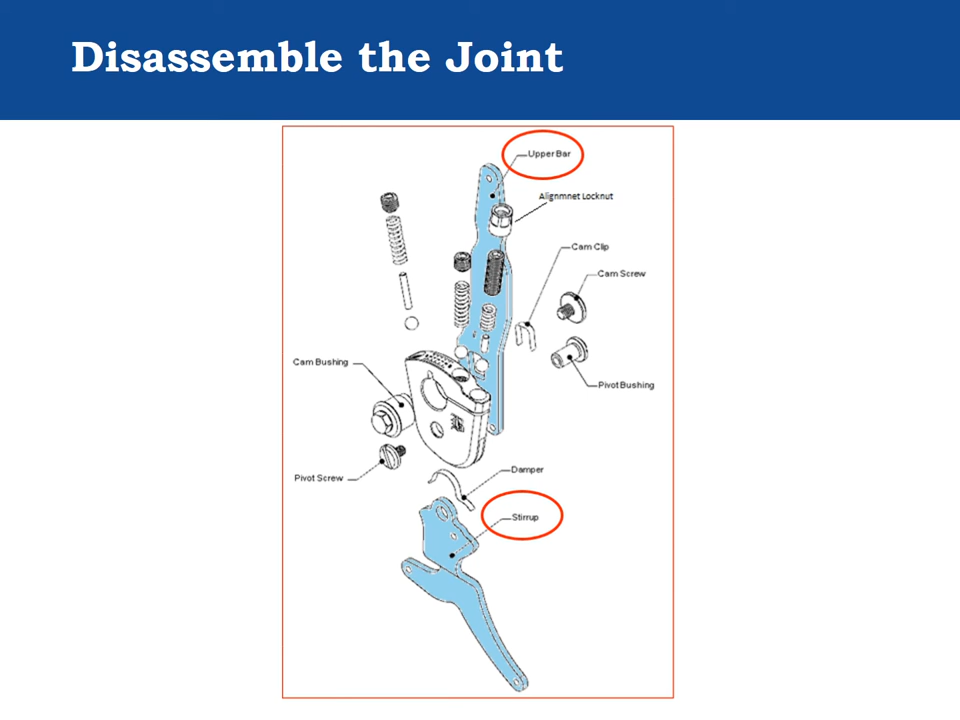 Disassemble the Joint
Upper Bar
Alignmnet Locknut
Cam Clip
Cam Screw
Cam Bushing
Pivot Bushing
Pivot Screw
Damper
Stirrup